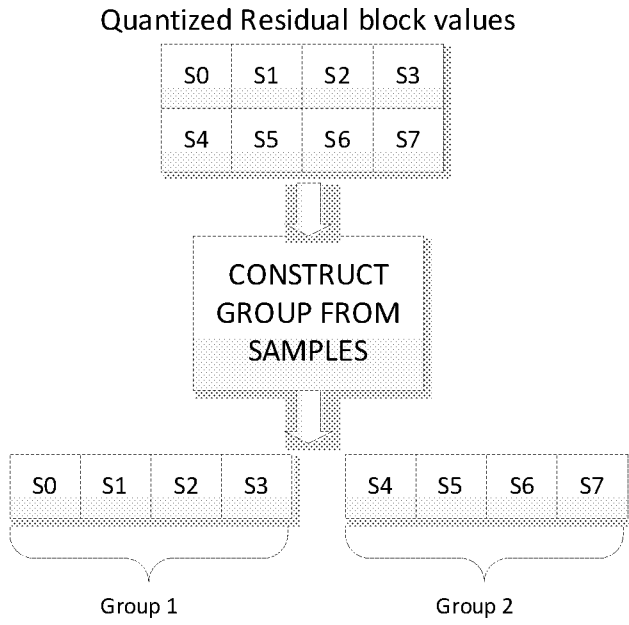 Quantized Residual block values
S0 S1 S2 S3
S4 S5 S6 S7
CONSTRUCT
GROUP FROM
SAMPLES
S0 S1 S2 S3 S4 S5 S6 S7
Group 1 Group 2